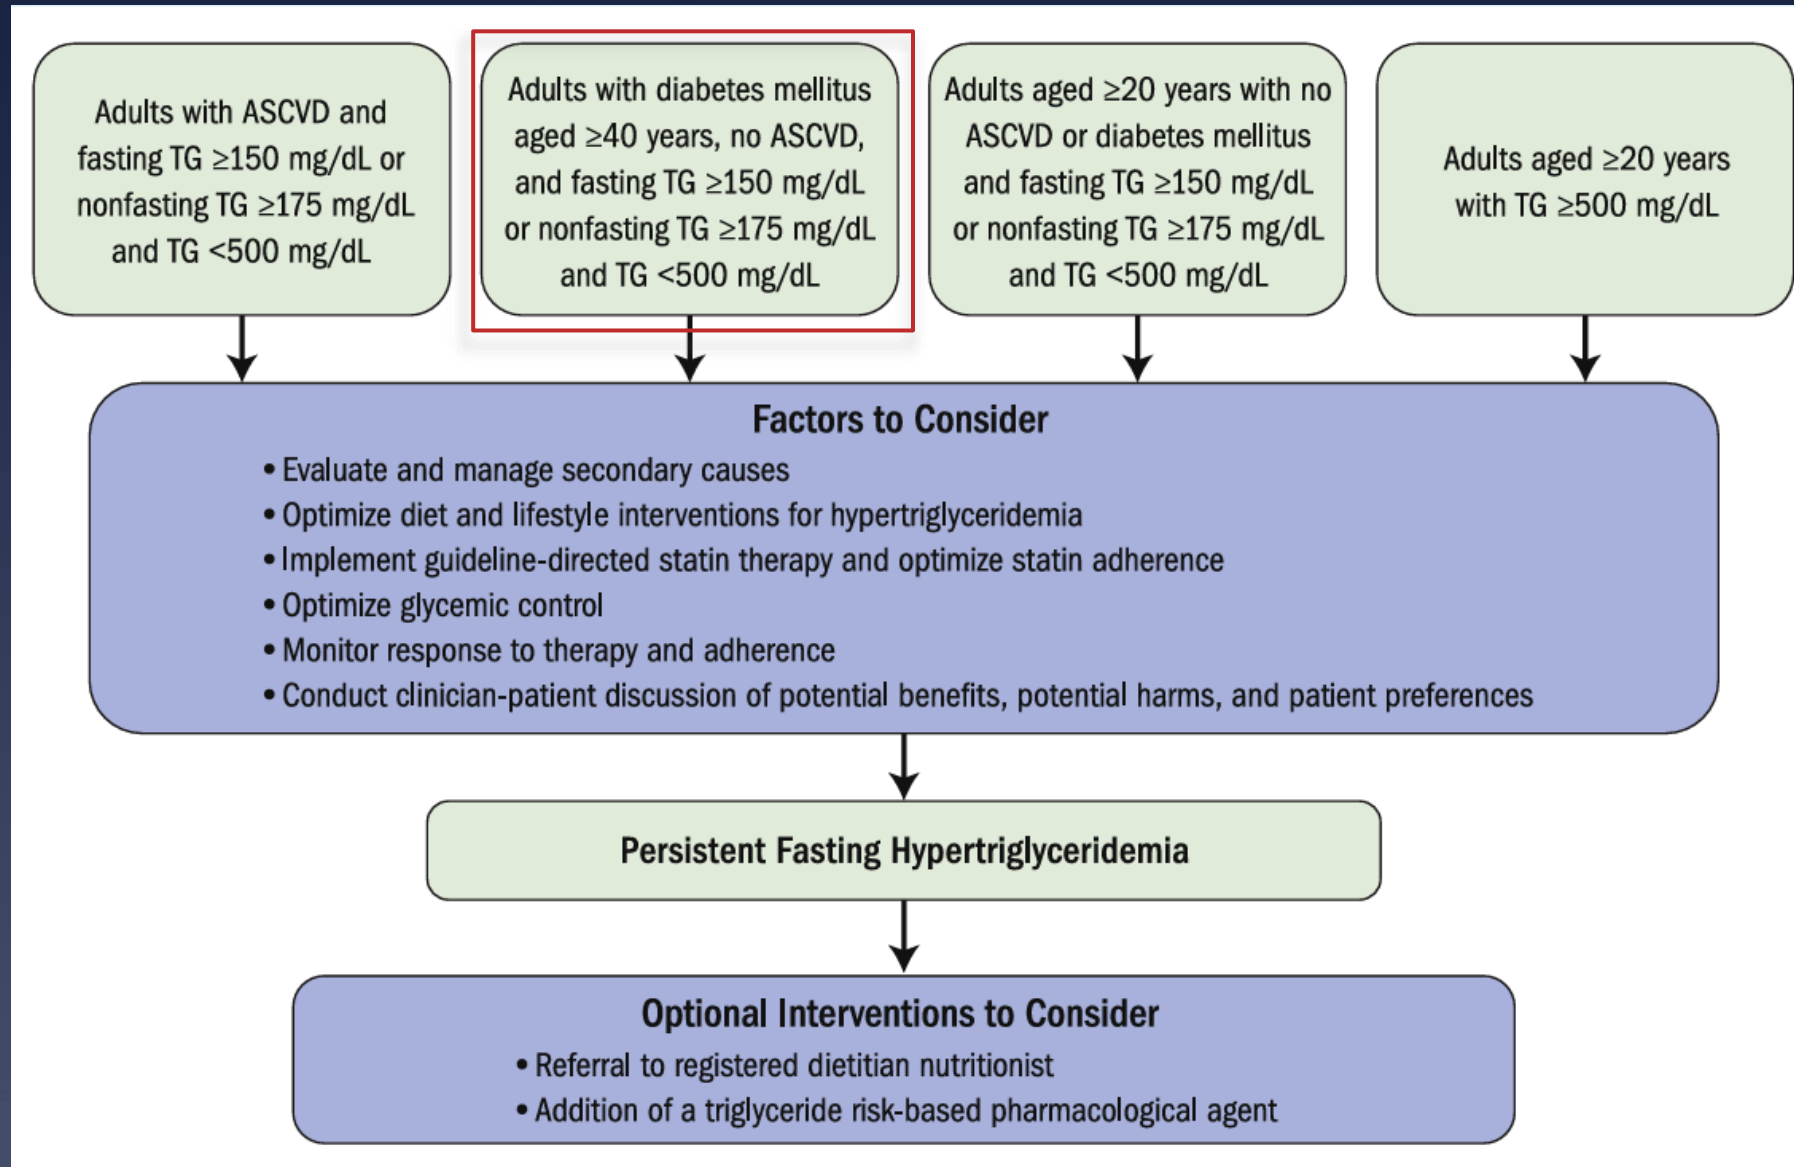 Adults with ASCVD and
fasting TG ≥150 mg/dL or
nonfasting TG ≥175 mg/dL
and TG <500 mg/dL
Adults with diabetes mellitus
aged ≥40 years, no ASCVD,
and fasting TG ≥150 mg/dL
or nonfasting TG ≥175 mg/dL
and TG <500 mg/dL
Adults aged ≥20 years with no
ASCVD or diabetes mellitus
and fasting TG ≥150 mg/dL
or nonfasting TG ≥175 mg/dL
and TG <500 mg/dL
Adults aged ≥20 years
with TG ≥500 mg/dL
Factors to Consider
• Evaluate and manage secondary causes
• Optimize diet and lifestyle interventions for hypertriglyceridemia
• Implement guideline-directed statin therapy and optimize statin adherence
• Optimize glycemic control
• Monitor response to therapy and adherence
• Conduct clinician-patient discussion of potential benefits, potential harms, and patient preferences
Persistent Fasting Hypertriglyceridemia
Optional Interventions to Consider
• Referral to registered dietitian nutritionist
• Addition of a triglyceride risk-based pharmacological agent